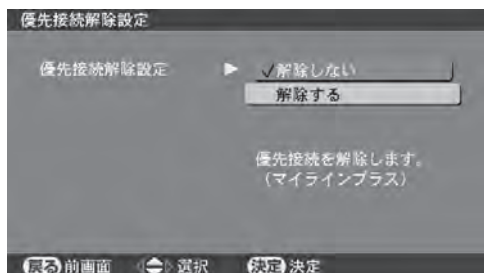 優先接続解除設定
優先接続解除設定 ▶ ✓解除しない
解除する
優先接続を解除します。
(マイラインプラス)
戻る 前画面 選択 決定 決定